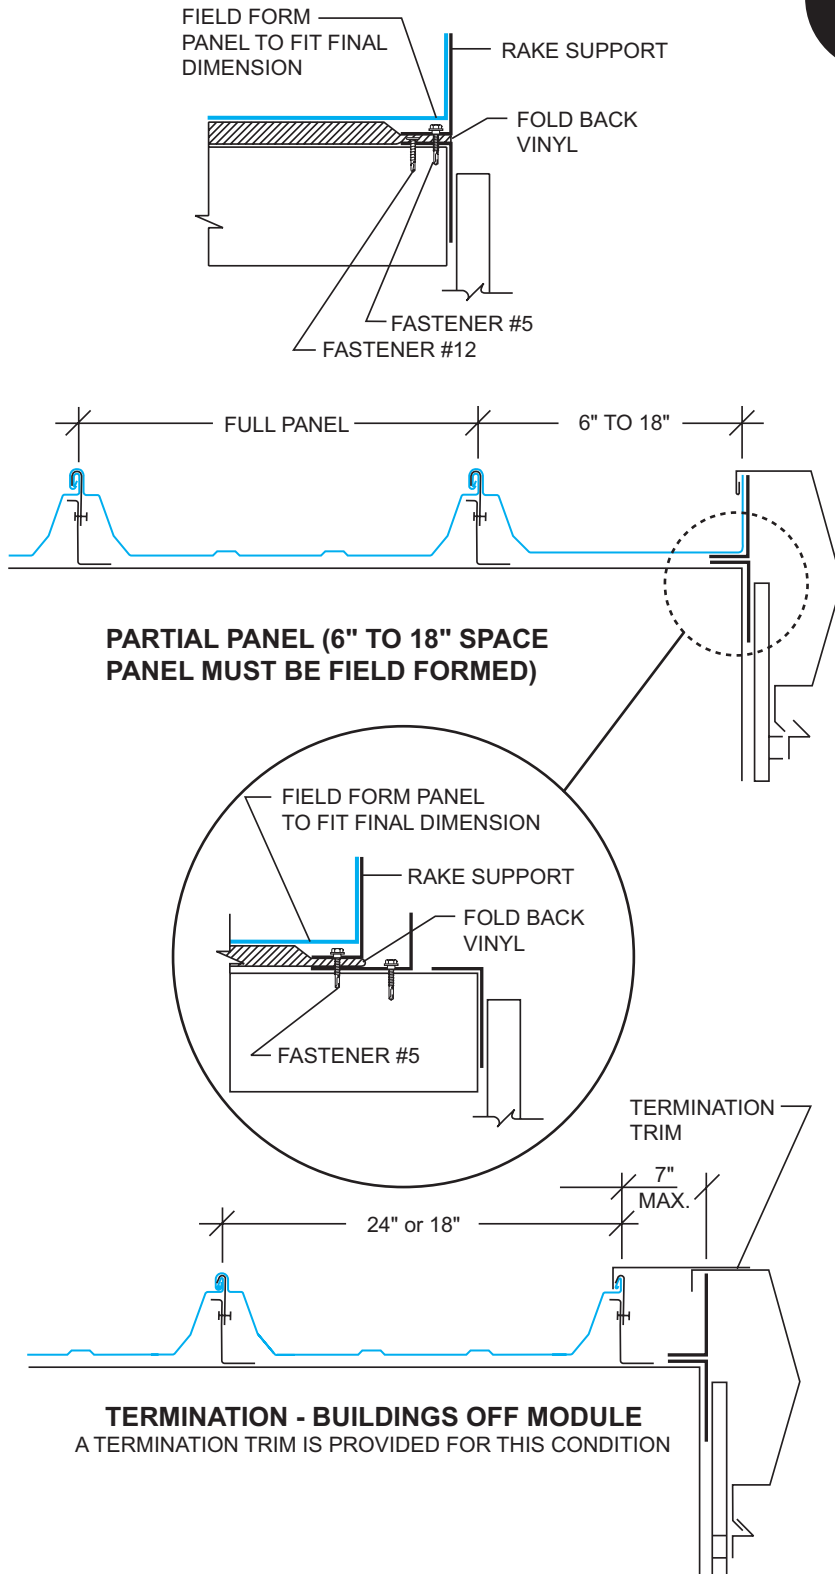 FIELD FORM
PANEL TO FIT FINAL
DIMENSION
RAKE SUPPORT
FOLD BACK
VINYL
FASTENER #5
FASTENER #12
FULL PANEL
6" TO 18"
PARTIAL PANEL (6" TO 18" SPACE
PANEL MUST BE FIELD FORMED)
FIELD FORM PANEL
TO FIT FINAL DIMENSION
RAKE SUPPORT
FOLD BACK
VINYL
FASTENER #5
TERMINATION
TRIM
7"
MAX.
24" or 18"
TERMINATION - BUILDINGS OFF MODULE
A TERMINATION TRIM IS PROVIDED FOR THIS CONDITION